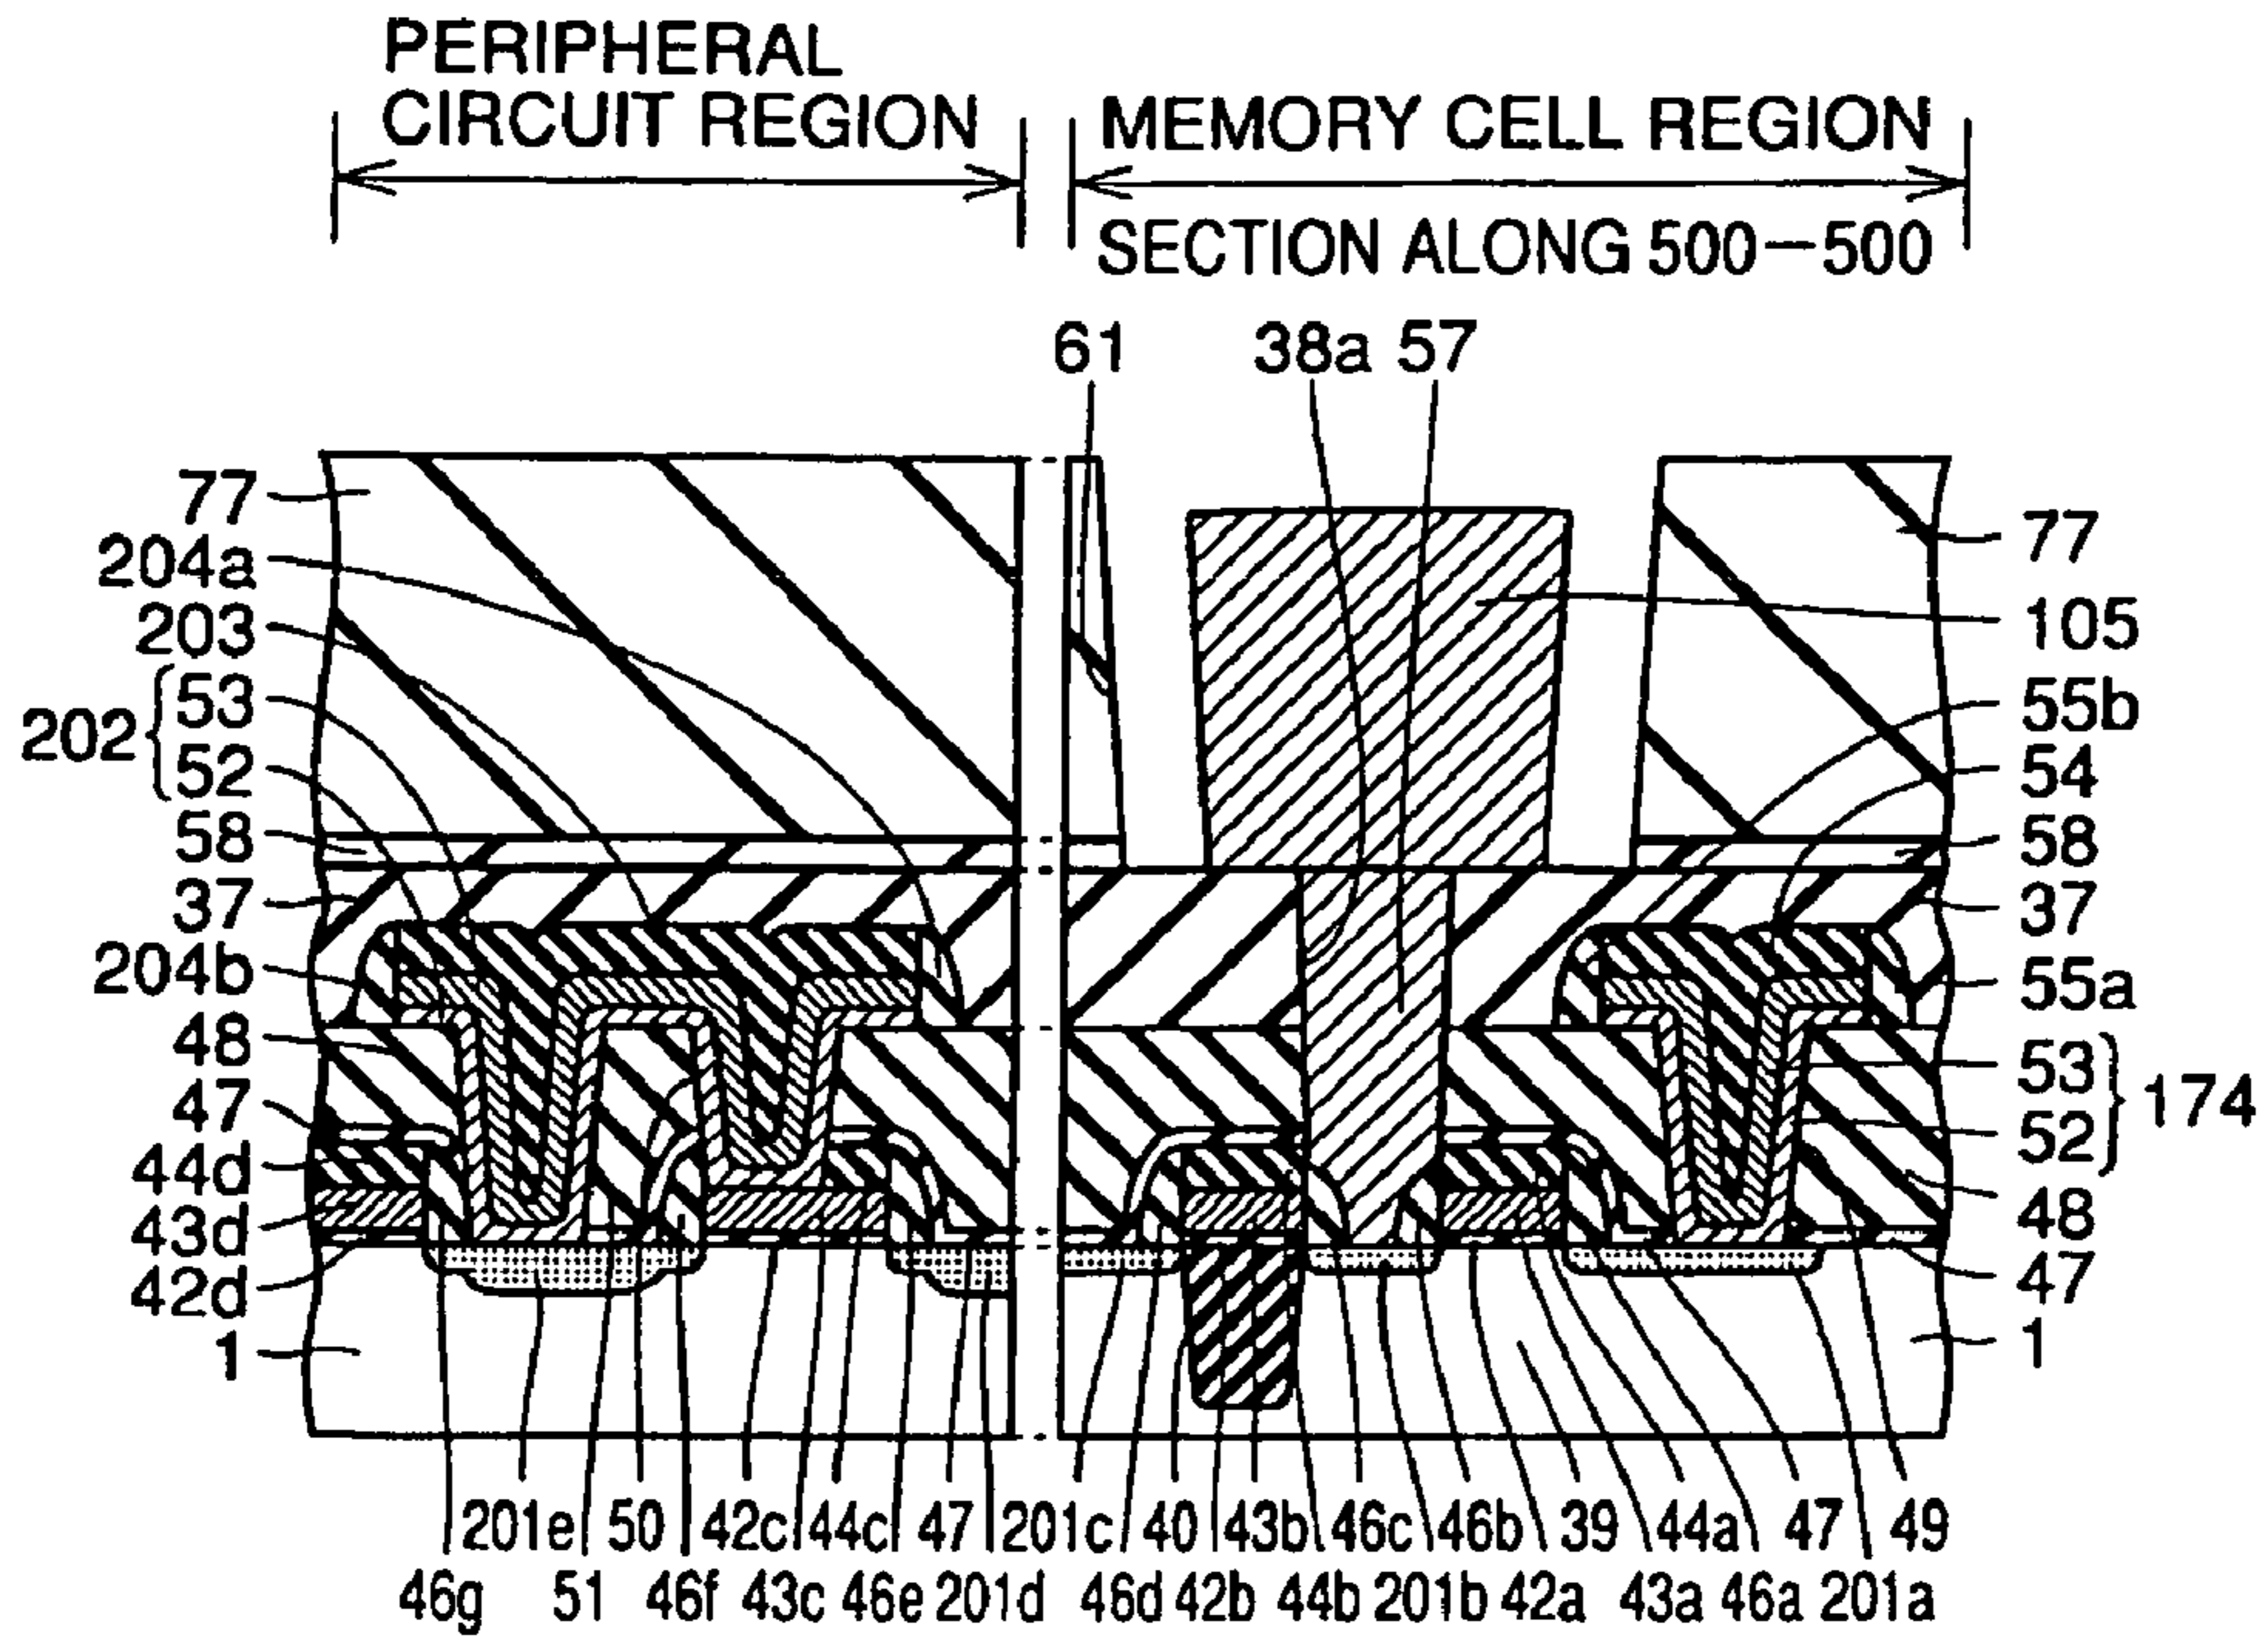 PERIPHERAL
CIRCUIT REGION
MEMORY CELL REGION
SECTION ALONG 500—500
61 38a 57
77
204a
203
202 { 53
52
58
37
204b
48
47
44d
43d
42d
1
77
105
55b
54
58
37
55a
53 } 174
52
48
47
1
201e 50 42c 44c 47 201c 40 43b 46c 46b 39 44a 47 49
46g 51 46f 43c 46e 201d 46d 42b 44b 201b 42a 43a 46a 201a